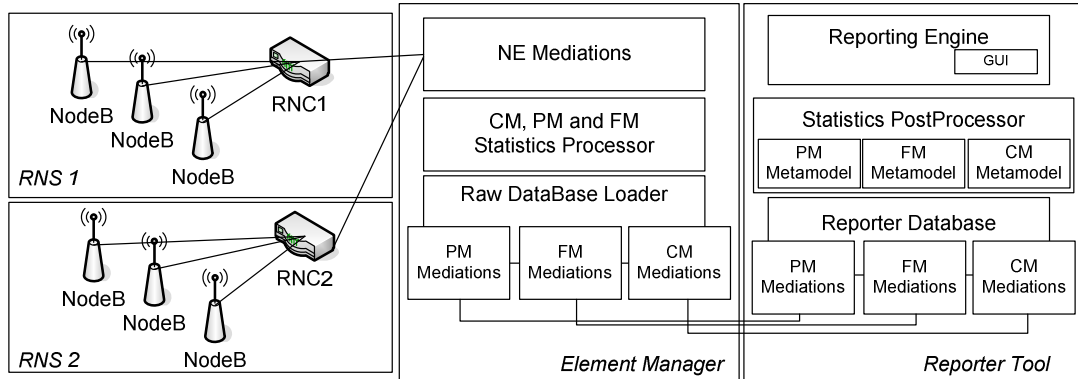 NodeB
NodeB
NodeB
RNC1
RNS 1
NodeB
NodeB
NodeB
RNC2
RNS 2
NE Mediations
CM, PM and FM
Statistics Processor
Raw DataBase Loader
PM
Mediations
FM
Mediations
CM
Mediations
Element Manager
Reporting Engine
GUI
Statistics PostProcessor
PM
Metamodel
FM
Metamodel
CM
Metamodel
Reporter Database
PM
Mediations
FM
Mediations
CM
Mediations
Reporter Tool